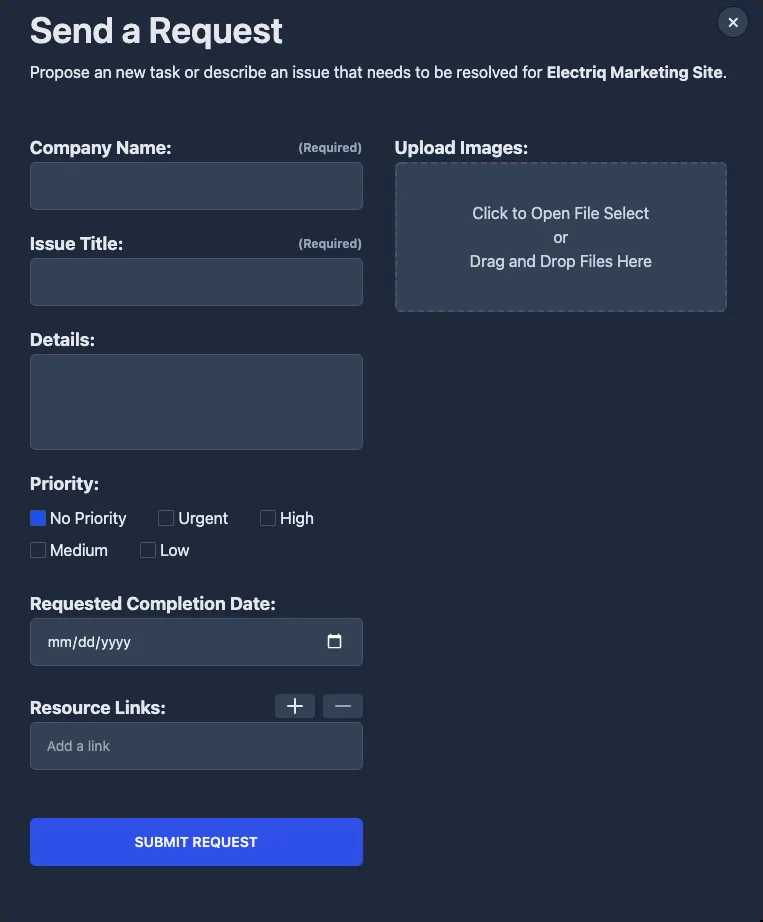 Send a Request
Propose an new task or describe an issue that needs to be resolved for Electriq Marketing Site.
Company Name: (Required)
Issue Title: (Required)
Details:
Priority:
No Priority Urgent High
Medium Low
Requested Completion Date:
mm/dd/yyyy
Resource Links:
Add a link
SUBMIT REQUEST
Upload Images:
Click to Open File Select
or
Drag and Drop Files Here